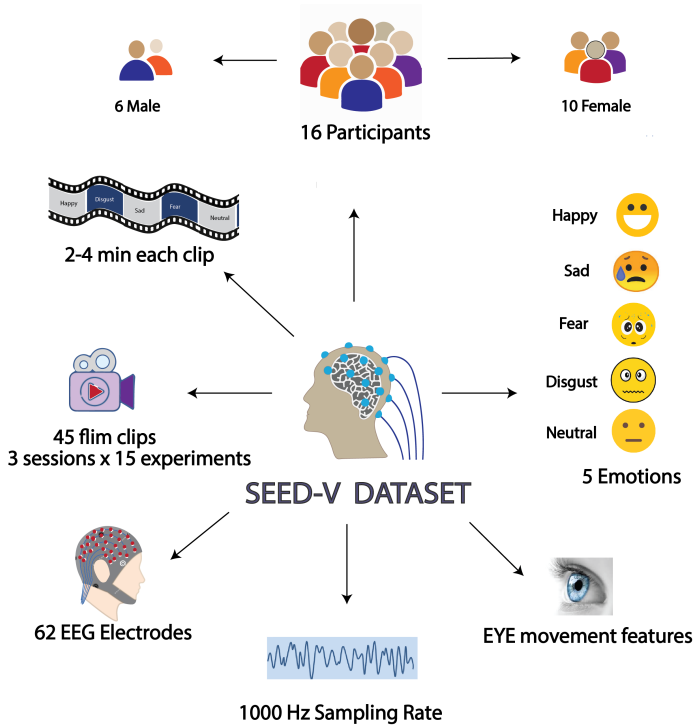 6 Male
16 Participants
10 Female
Happy
Disgust
Sad
Fear
Neutral
2-4 min each clip
Happy
Sad
Fear
Disgust
Neutral
5 Emotions
45 flim clips
3 sessions x 15 experiments
SEED-V DATASET
62 EEG Electrodes
EYE movement features
1000 Hz Sampling Rate